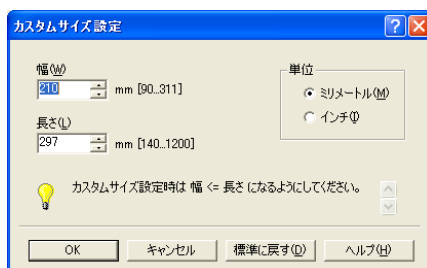 カスタムサイズ設定
幅(W)
210 mm [90..311]
長さ(L)
297 mm [140..1200]
単位
ミリメートル(M)
インチ(I)
カスタムサイズ設定時は 幅 <= 長さ になるようにしてください。
OK キャンセル 標準に戻す(D) ヘルプ(H)